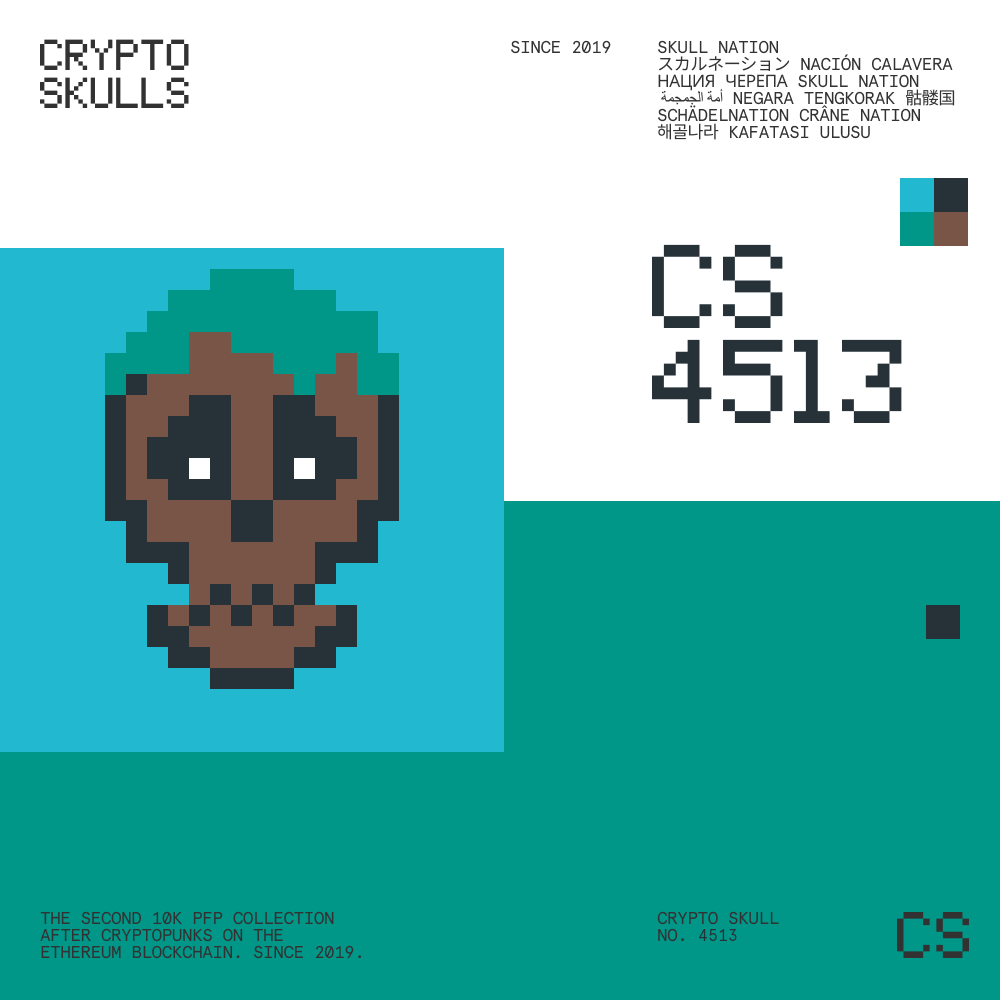 CRYPTO
SKULLS
SINCE 2019
SKULL NATION
スカルネーション NACIÓN CALAVERA
НАЦИЯ ЧЕРЕПА SKULL NATION
أمة الجمجمة NEGARA TENGKORAK 骷髅国
SCHÄDELNATION CRÂNE NATION
해골나라 KAFATASI ULUSU
CS
4513
THE SECOND 10K PFP COLLECTION
AFTER CRYPTOPUNKS ON THE
ETHEREUM BLOCKCHAIN. SINCE 2019.
CRYPTO SKULL
NO. 4513
CS